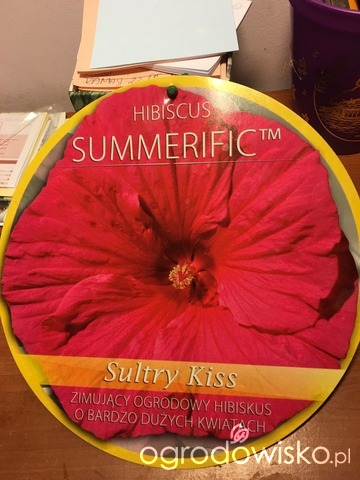 HIBISCUS
SUMMERIFIC™
Sultry Kiss
ZIMUJĄCY OGRODOWY HIBISKUS
O BARDZO DUŻYCH KWIATACH
ogrodowisko.pl